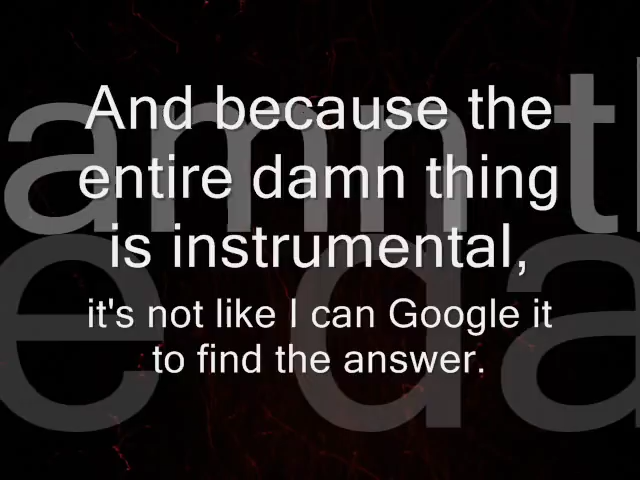 And because the
entire damn thing
is instrumental,
it's not like I can Google it
to find the answer.